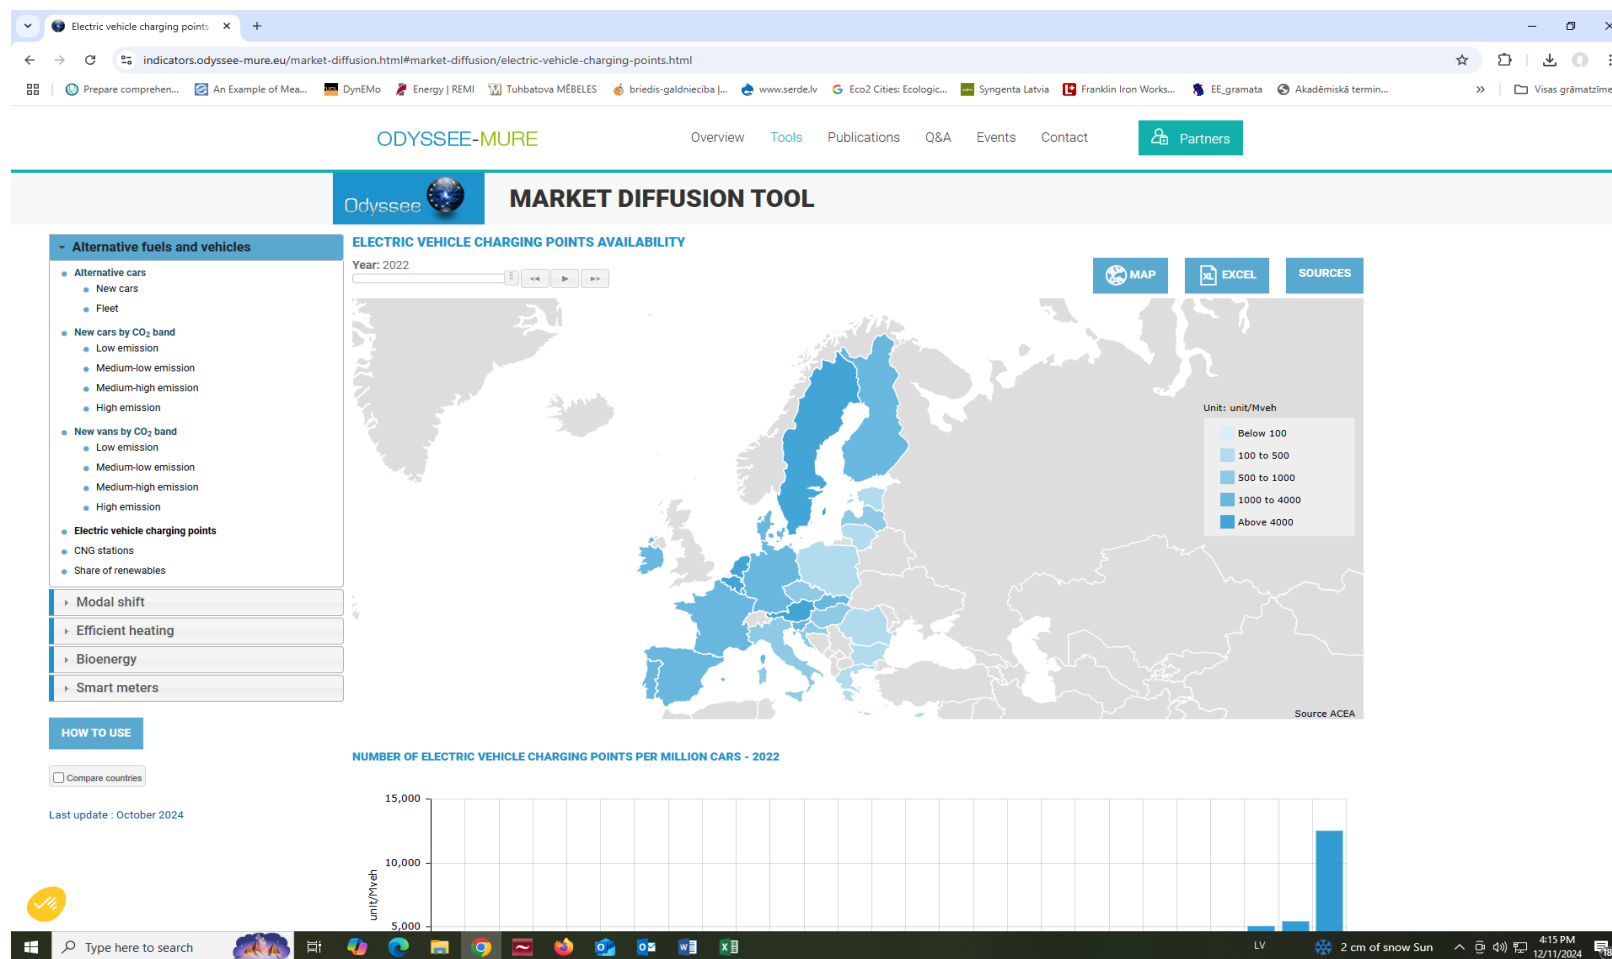 Electric vehicle charging points
indicators.odyssee-mure.eu/market-diffusion.html#market-diffusion/electric-vehicle-charging-points.html
Prepare comprehen... An Example of Mea... DynEMo Energy | REMI Tuhbatova MĒBELES briedis-galdnieciba |... www.serde.lv Eco2 Cities: Ecologic... Syngenta Latvia Franklin Iron Works... EE_gramata Akadēmiskā termin... » Visas grāmatzīme
ODYSSEE-MURE Overview Tools Publications Q&A Events Contact Partners
Odyssee MARKET DIFFUSION TOOL
Alternative fuels and vehicles
Alternative cars
New cars
Fleet
New cars by CO2 band
Low emission
Medium-low emission
Medium-high emission
High emission
New vans by CO2 band
Low emission
Medium-low emission
Medium-high emission
High emission
Electric vehicle charging points
CNG stations
Share of renewables
Modal shift
Efficient heating
Bioenergy
Smart meters
HOW TO USE
Compare countries
Last update : October 2024
ELECTRIC VEHICLE CHARGING POINTS AVAILABILITY
Year: 2022
MAP EXCEL SOURCES
Unit: unit/Mveh
Below 100
100 to 500
500 to 1000
1000 to 4000
Above 4000
Source ACEA
NUMBER OF ELECTRIC VEHICLE CHARGING POINTS PER MILLION CARS - 2022
15,000
10,000
5,000
unit/Mveh
Type here to search LV 2 cm of snow Sun 4:15 PM
12/11/2024
18